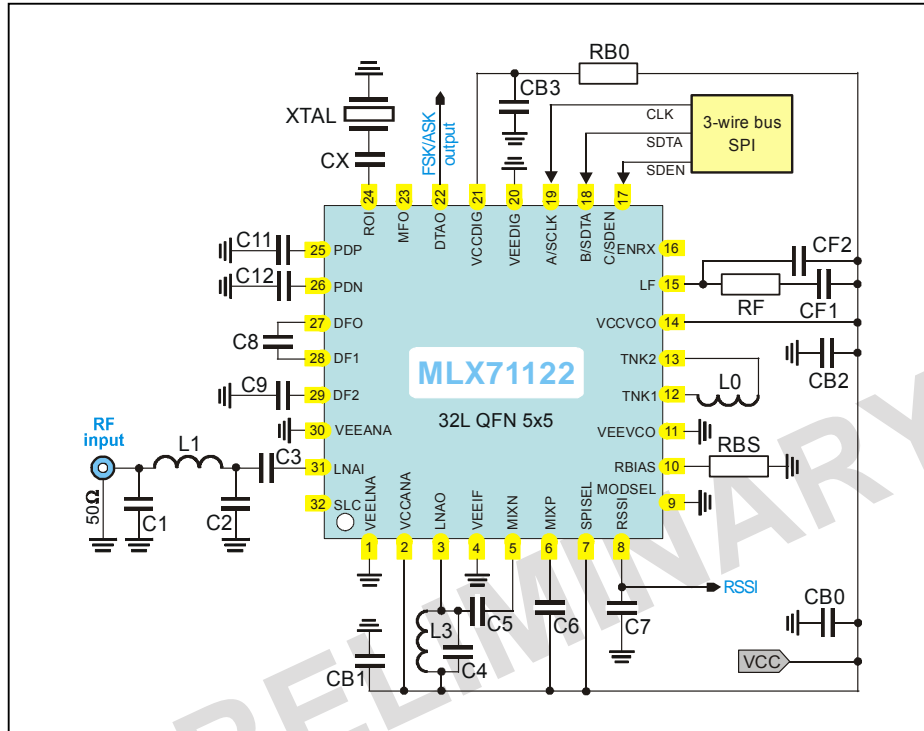 RB0
CB3
XTAL
CX
FSK/ASK
output
CLK
SDTA
SDEN
3-wire bus
SPI
24
23
22
21
20
19
18
17
ROI
MFO
DTAO
VCCDIG
VEEDIG
A/SCLK
B/SDTA
C/SDEN
C11
25
PDP
ENRX
16
CF2
C12
26
PDN
LF
15
RF
CF1
27
DFO
VCCVCO
14
C8
28
DF1
TNK2
13
CB2
MLX71122
C9
29
DF2
TNK1
12
L0
32L QFN 5x5
30
VEEANA
VEEVCO
11
RF
input
L1
C3
31
LNAI
RBIAS
10
RBS
50Ω
C1
C2
32
SLC
MODSEL
9
VEELNA
VCCANA
LNAO
VEEIF
MIXN
MIXP
SPISEL
RSSI
1
2
3
4
5
6
7
8
RSSI
CB1
L3
C4
C5
C6
C7
CB0
VCC
PRELIMINARY